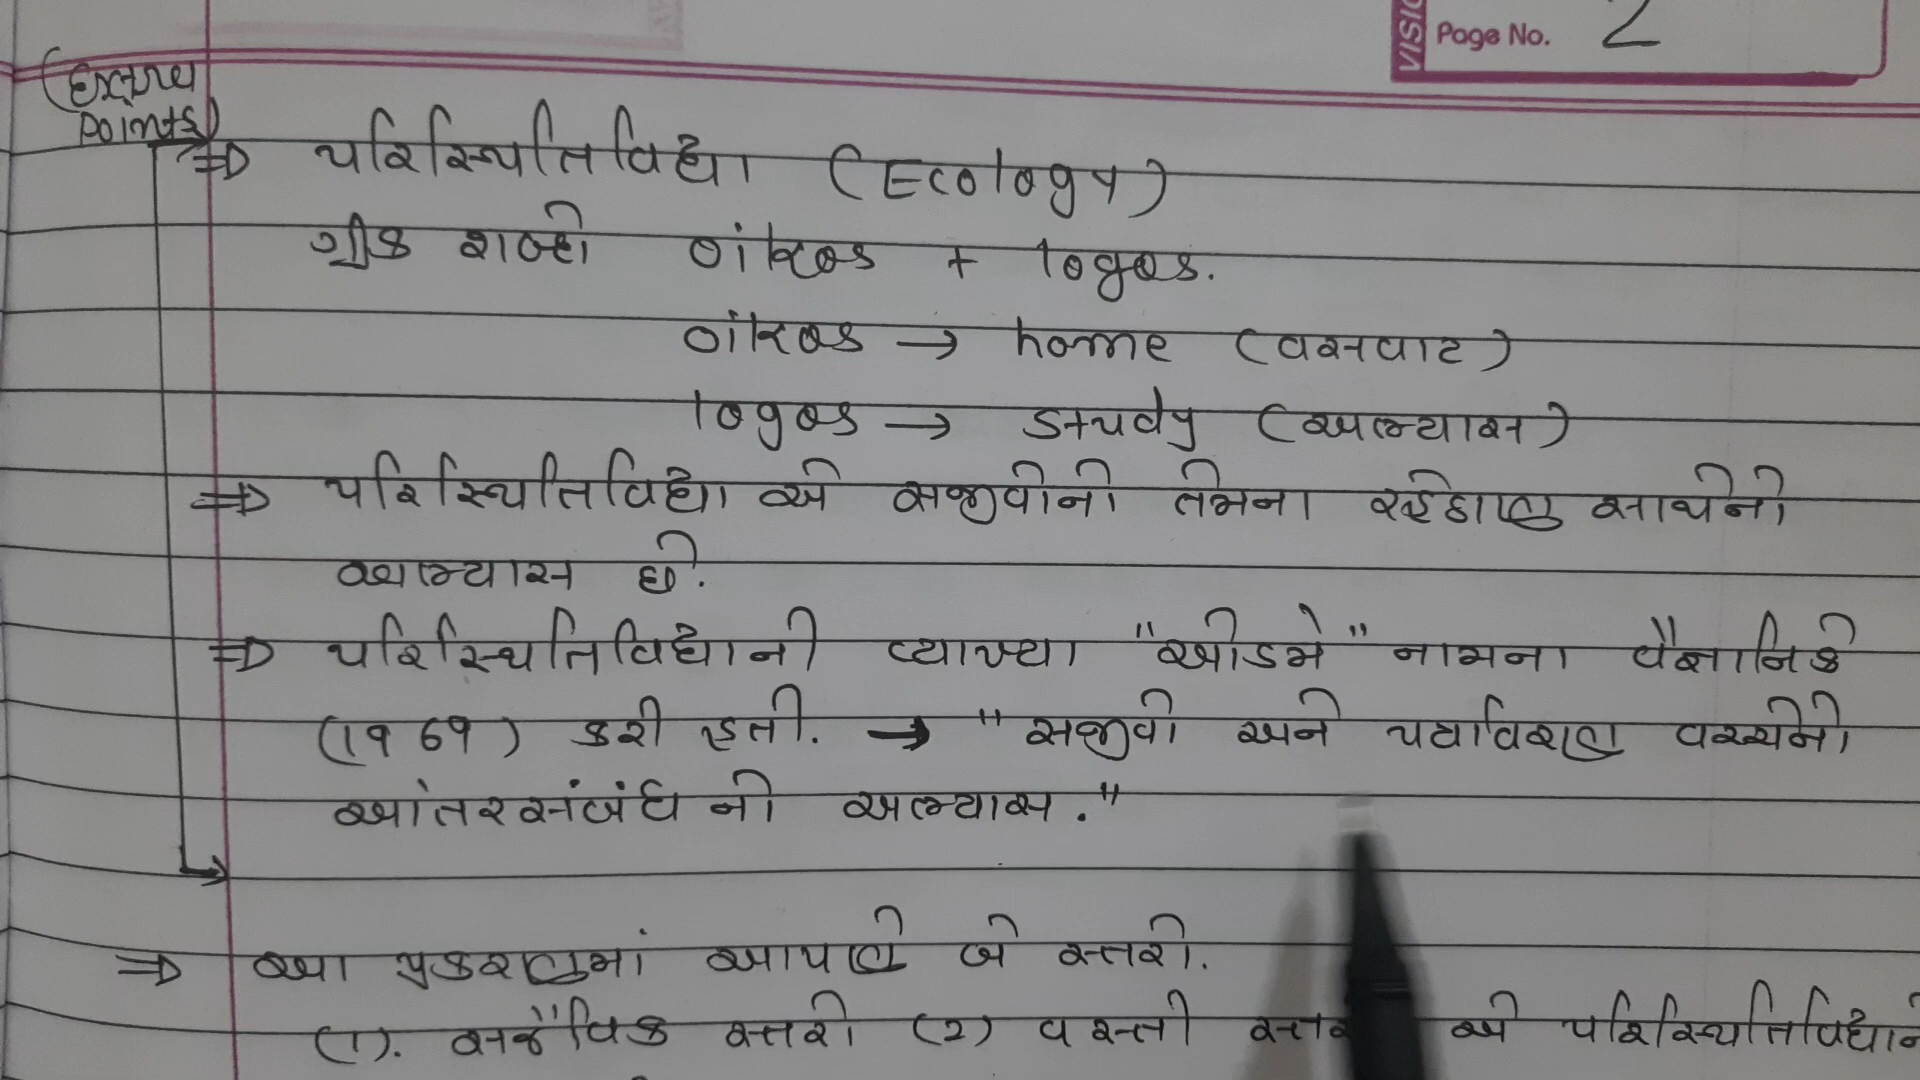 VISIO
Page No. 2
(Extra
Points)
⇒ પરિસ્થિતિવિદ્યા (Ecology)
ગ્રીક શબ્દો oikos + logos.
oikos → home (વસવાટ)
logos → study (અભ્યાસ)
⇒ પરિસ્થિતિવિદ્યા એ સજીવોનો તેમના રહેઠાણ સાથેનો
અભ્યાસ છે.
⇒ પરિસ્થિતિવિદ્યાની વ્યાખ્યા "ઓડમે" નામના વૈજ્ઞાનિકે
(1969) કરી હતી. → "સજીવો અને પર્યાવરણ વચ્ચેનો
આંતરસંબંધ નો અભ્યાસ."
⇒ આ પ્રકરણમાં આપણે બે સ્તરો.
(1). સજૈવિક સ્તરો (2) વસ્તી એ પરિસ્થિતિવિદ્યાન